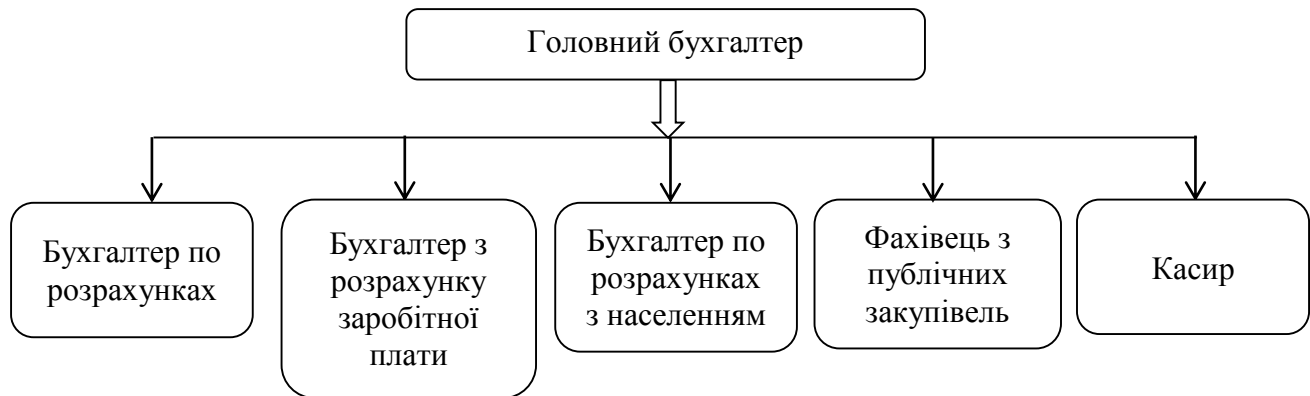 Головний бухгалтер
Бухгалтер по
розрахунках
Бухгалтер з
розрахунку
заробітної
плати
Бухгалтер по
розрахунках
з населенням
Фахівець з
публічних
закупівель
Касир